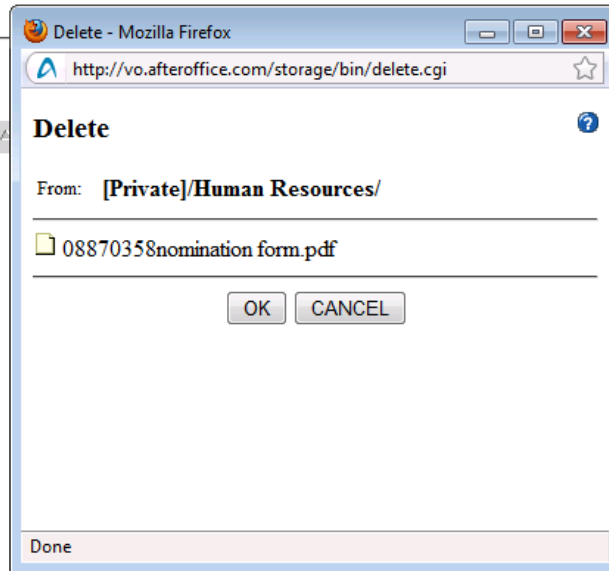 Delete - Mozilla Firefox
http://vo.afteroffice.com/storage/bin/delete.cgi
Delete
From: [Private]/Human Resources/
08870358nomination form.pdf
OK CANCEL
Done